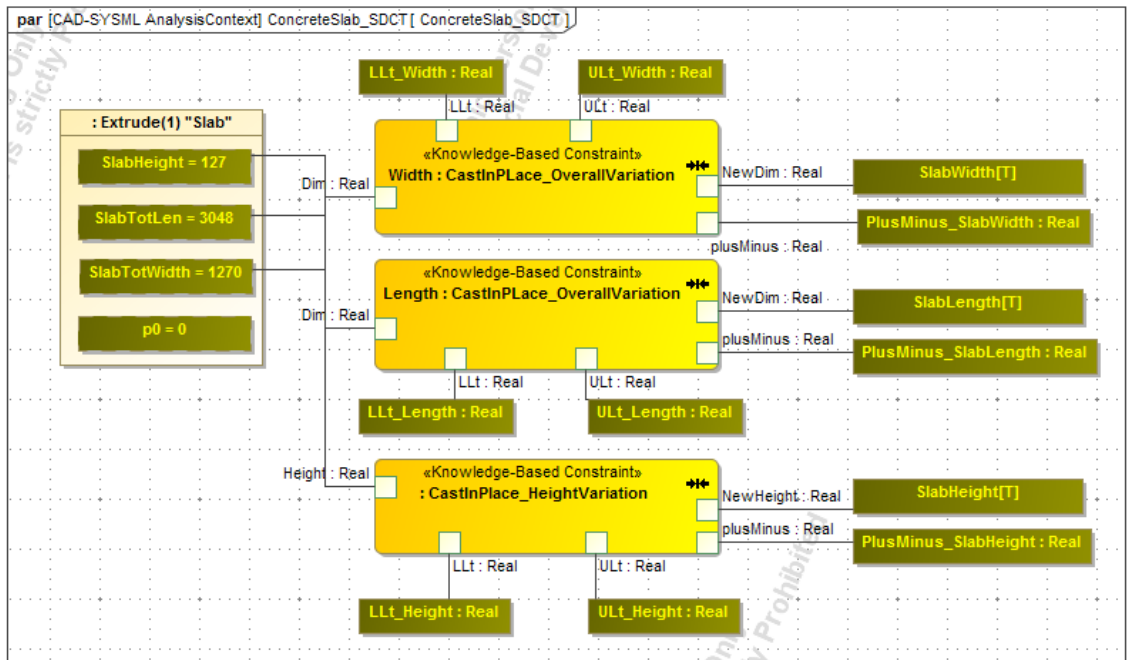 par [CAD-SYSML AnalysisContext] ConcreteSlab_SDCT [ ConcreteSlab_SDCT ]
LLt_Width : Real
ULt_Width : Real
LLt : Real
ULt : Real
: Extrude(1) "Slab"
SlabHeight = 127
SlabTotLen = 3048
SlabTotWidth = 1270
p0 = 0
Dim : Real
«Knowledge-Based Constraint»
Width : CastInPLace_OverallVariation
NewDim : Real
SlabWidth[T]
plusMinus : Real
PlusMinus_SlabWidth : Real
Dim : Real
«Knowledge-Based Constraint»
Length : CastInPLace_OverallVariation
NewDim : Real
SlabLength[T]
plusMinus : Real
PlusMinus_SlabLength : Real
LLt : Real
ULt : Real
LLt_Length : Real
ULt_Length : Real
Height : Real
«Knowledge-Based Constraint»
: CastInPlace_HeightVariation
NewHeight : Real
SlabHeight[T]
plusMinus : Real
PlusMinus_SlabHeight : Real
LLt : Real
ULt : Real
LLt_Height : Real
ULt_Height : Real
Only
is strictly
Prohibited